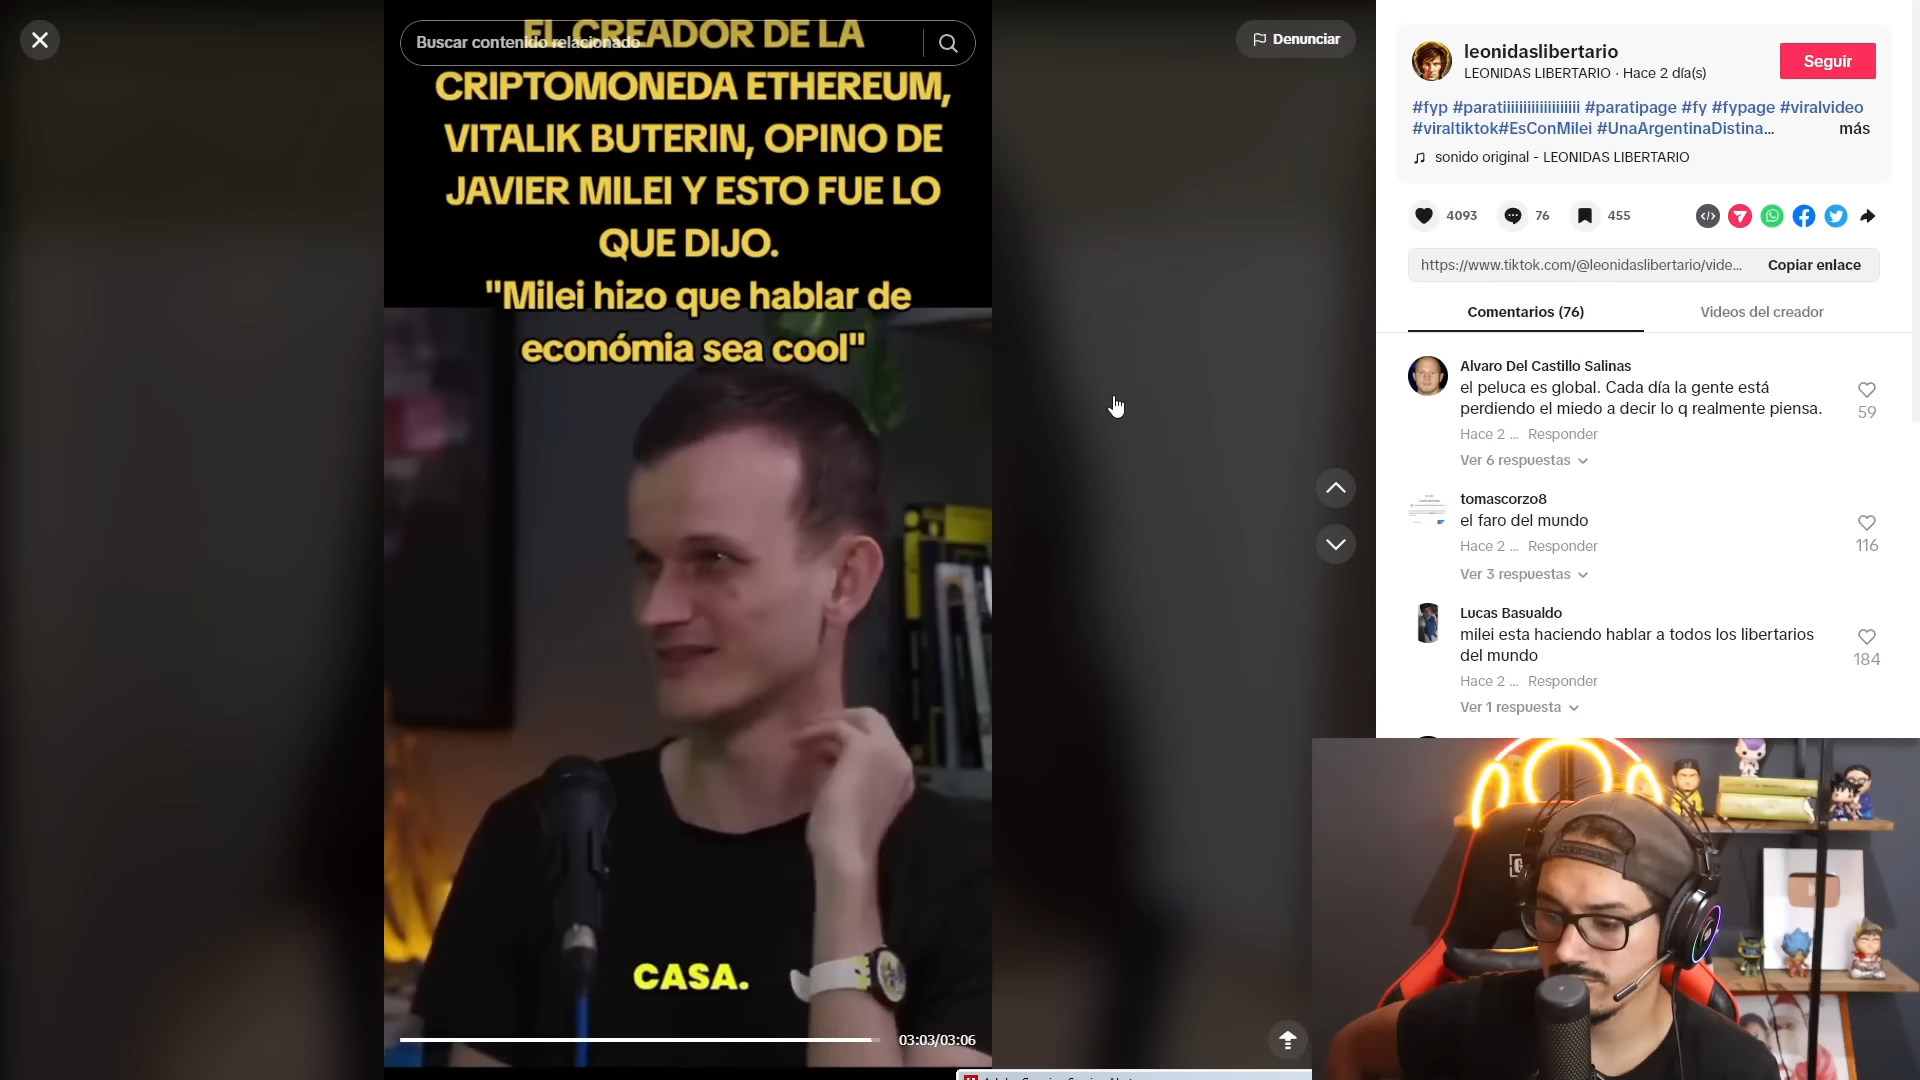 Buscar contenido relacionado
EL CREADOR DE LA
CRIPTOMONEDA ETHEREUM,
VITALIK BUTERIN, OPINO DE
JAVIER MILEI Y ESTO FUE LO
QUE DIJO.
"Milei hizo que hablar de
económia sea cool"
CASA.
03:03/03:06
Denunciar
leonidaslibertario
LEONIDAS LIBERTARIO · Hace 2 día(s)
Seguir
#fyp #paratiiiiiiiiiiiiiiiiiii #paratipage #fy #fypage #viralvideo
#viraltiktok#EsConMilei #UnaArgentinaDistina... más
sonido original - LEONIDAS LIBERTARIO
4093 76 455
https://www.tiktok.com/@leonidaslibertario/vide... Copiar enlace
Comentarios (76) Videos del creador
Alvaro Del Castillo Salinas
el peluca es global. Cada día la gente está
perdiendo el miedo a decir lo q realmente piensa.
59
Hace 2 ... Responder
Ver 6 respuestas
tomascorzo8
el faro del mundo
116
Hace 2 ... Responder
Ver 3 respuestas
Lucas Basualdo
milei esta haciendo hablar a todos los libertarios
del mundo
184
Hace 2 ... Responder
Ver 1 respuesta